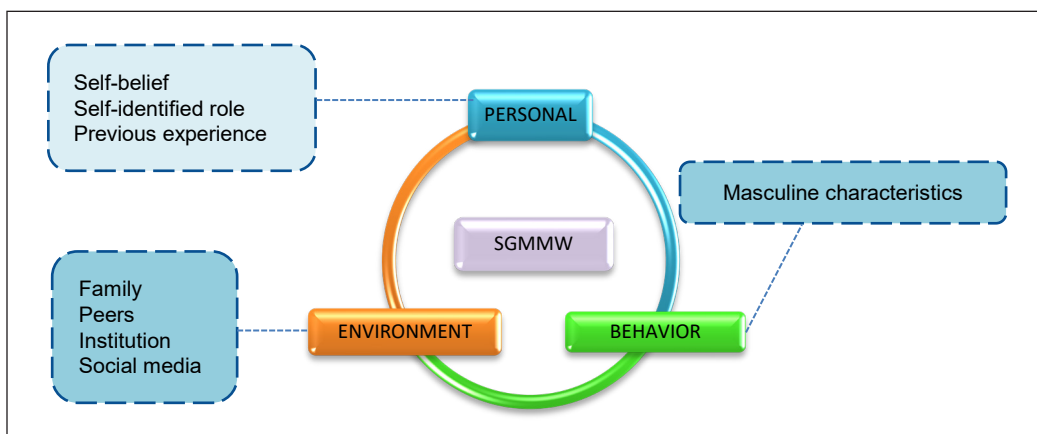 Self-belief
Self-identified role
Previous experience
PERSONAL
Masculine characteristics
SGMMW
Family
Peers
Institution
Social media
ENVIRONMENT
BEHAVIOR